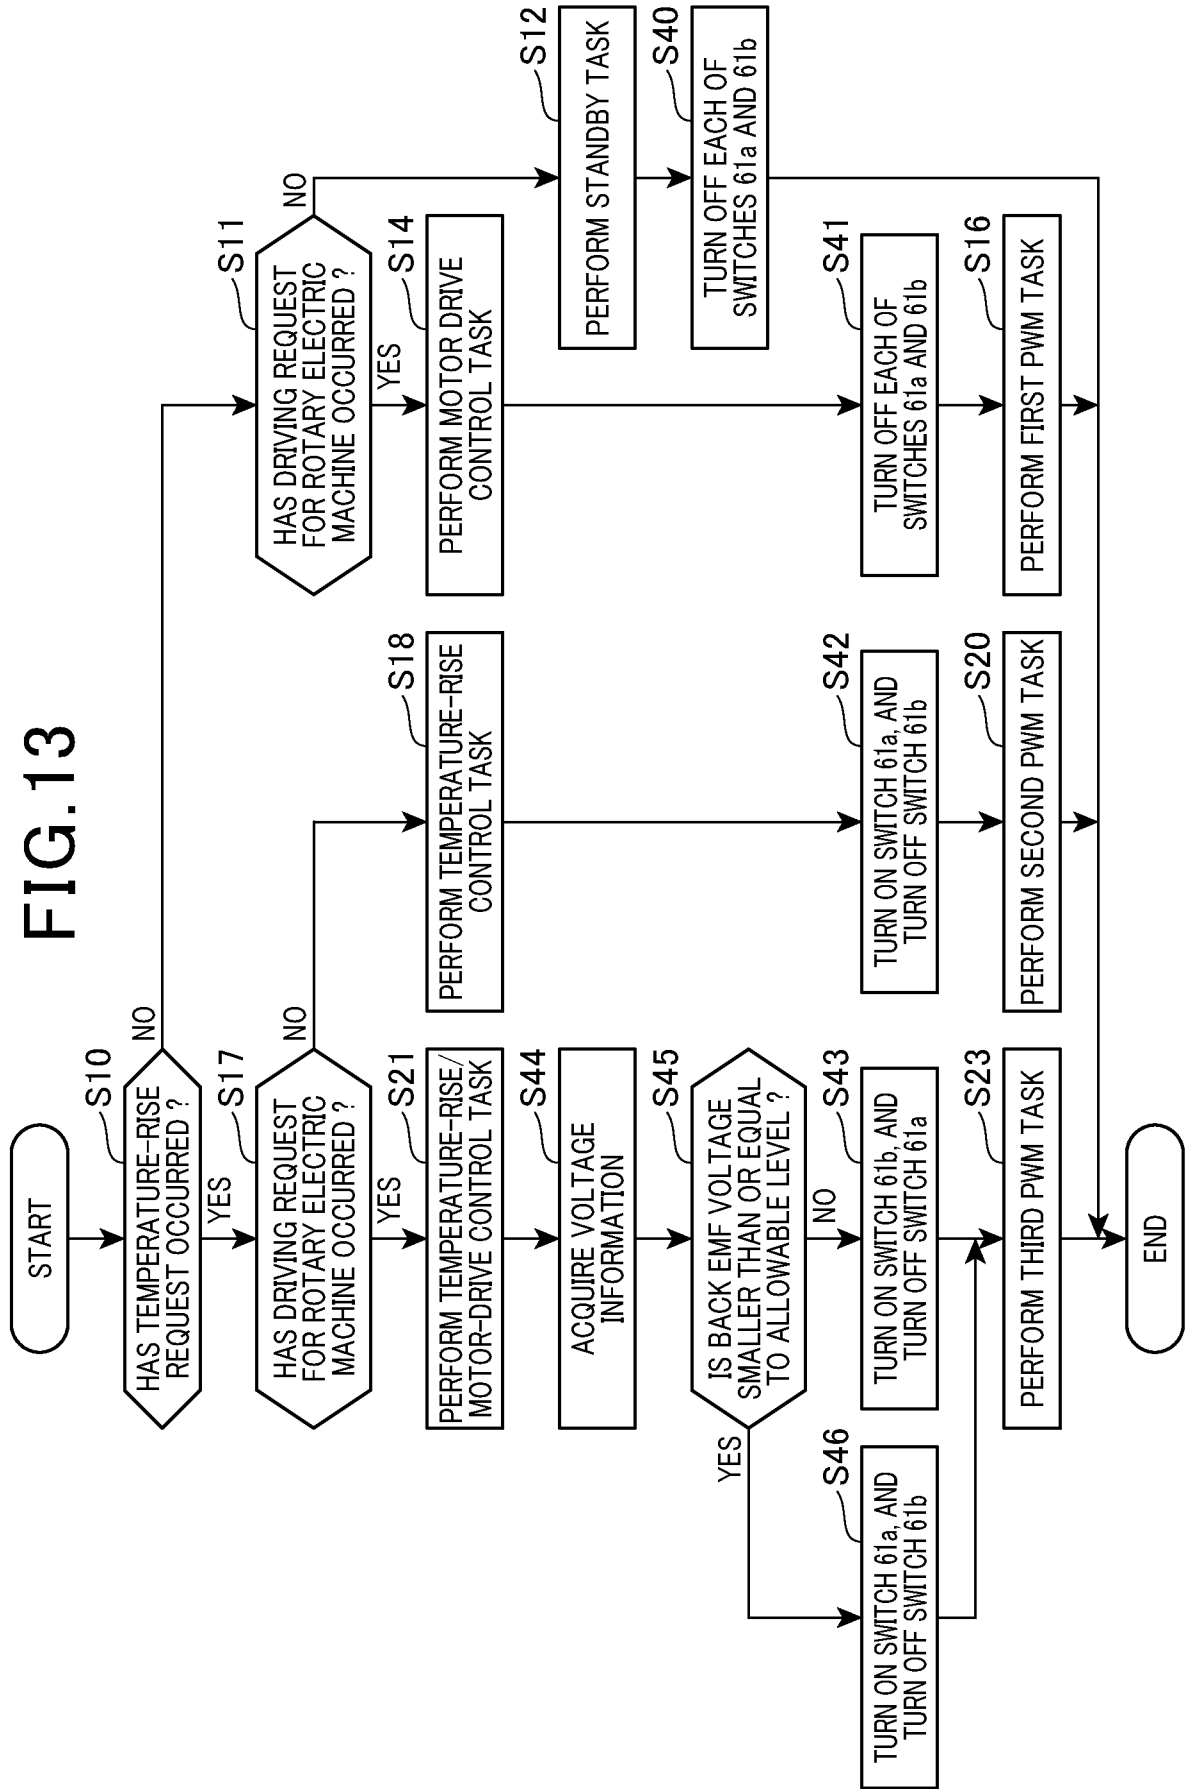 FIG.13
START
S10
HAS TEMPERATURE-RISE
REQUEST OCCURRED ?
NO
YES
S17
HAS DRIVING REQUEST
FOR ROTARY ELECTRIC
MACHINE OCCURRED ?
NO
YES
S11
HAS DRIVING REQUEST
FOR ROTARY ELECTRIC
MACHINE OCCURRED ?
NO
YES
S21
PERFORM TEMPERATURE-RISE/
MOTOR-DRIVE CONTROL TASK
S18
PERFORM TEMPERATURE-RISE
CONTROL TASK
S14
PERFORM MOTOR DRIVE
CONTROL TASK
S12
PERFORM STANDBY TASK
S44
ACQUIRE VOLTAGE
INFORMATION
S40
TURN OFF EACH OF
SWITCHES 61a AND 61b
S45
IS BACK EMF VOLTAGE
SMALLER THAN OR EQUAL
TO ALLOWABLE LEVEL ?
YES
NO
S46
TURN ON SWITCH 61a, AND
TURN OFF SWITCH 61b
S43
TURN ON SWITCH 61b, AND
TURN OFF SWITCH 61a
S42
TURN ON SWITCH 61a, AND
TURN OFF SWITCH 61b
S41
TURN OFF EACH OF
SWITCHES 61a AND 61b
S23
PERFORM THIRD PWM TASK
S20
PERFORM SECOND PWM TASK
S16
PERFORM FIRST PWM TASK
END